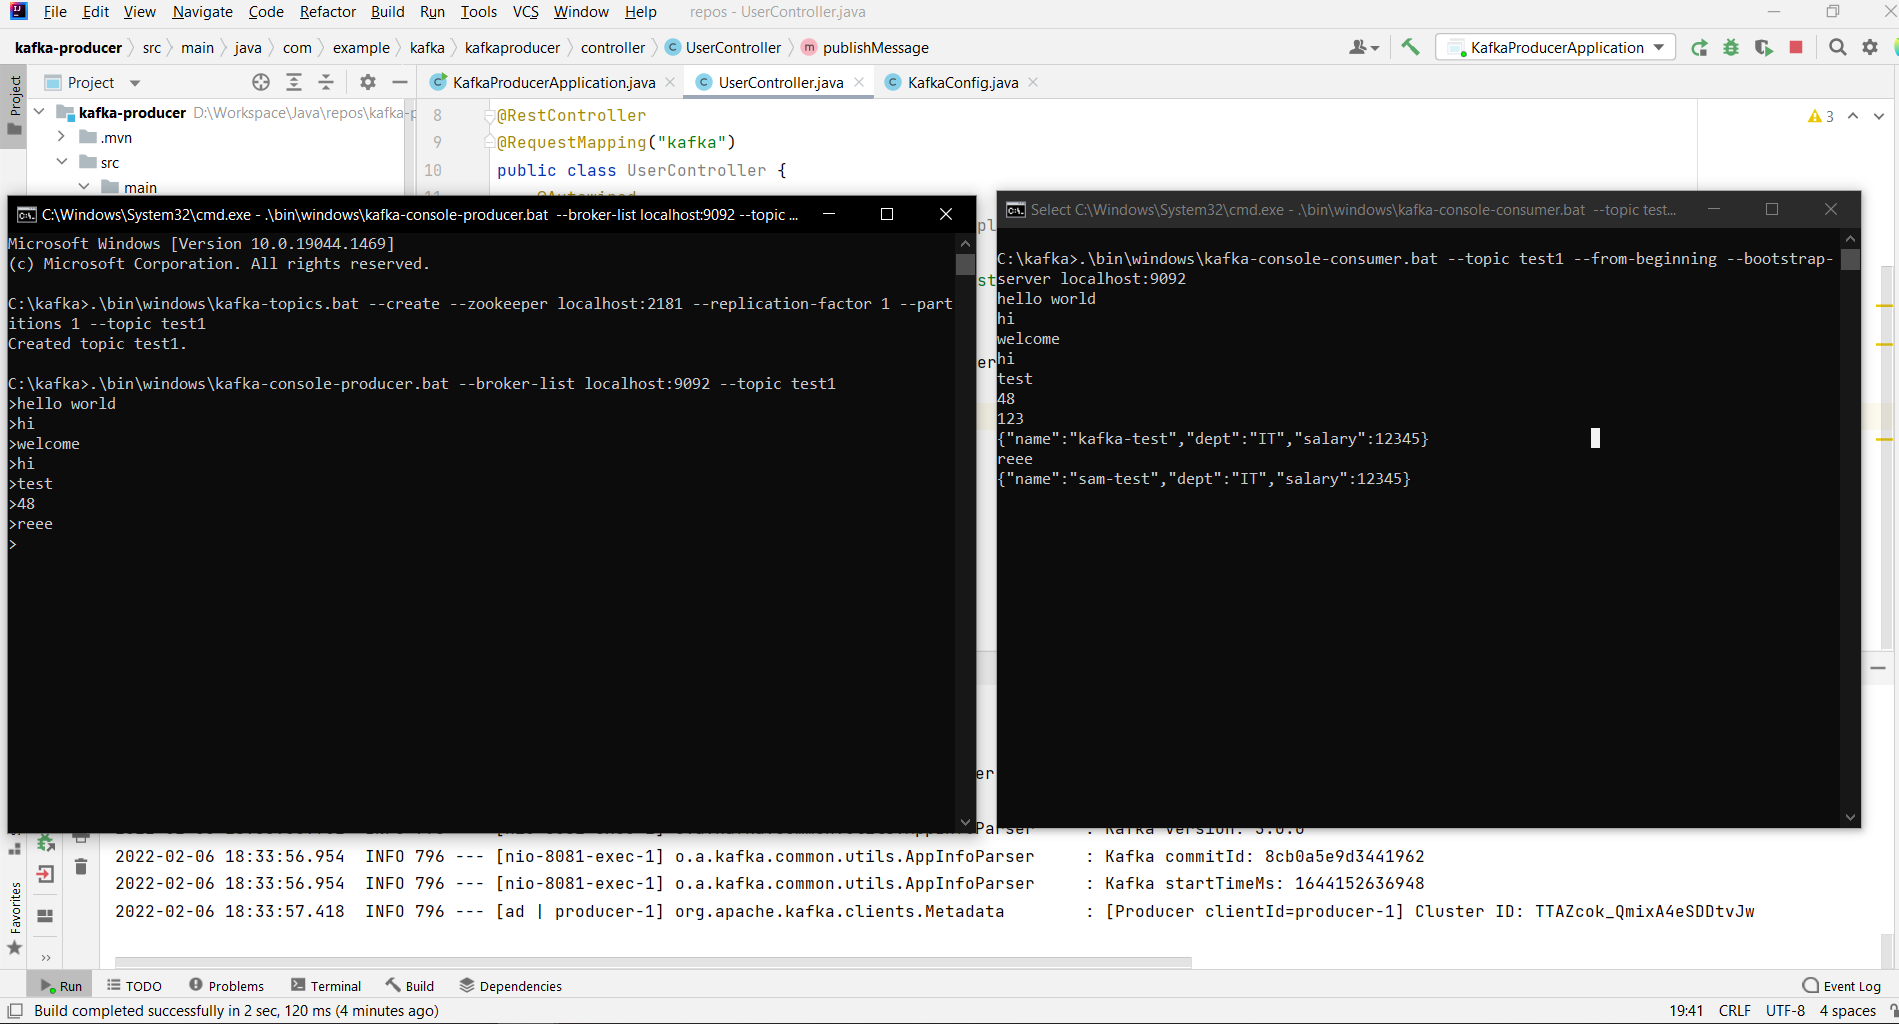 File Edit View Navigate Code Refactor Build Run Tools VCS Window Help repos - UserController.java
kafka-producer src main java com example kafka kafkaproducer controller UserController publishMessage
KafkaProducerApplication
Project
Project
KafkaProducerApplication.java UserController.java KafkaConfig.java
kafka-producer D:\Workspace\Java\repos\kafka-p
.mvn
src
main
8 @RestController
9 @RequestMapping("kafka")
10 public class UserController {
3
C:\Windows\System32\cmd.exe - .\bin\windows\kafka-console-producer.bat --broker-list localhost:9092 --topic ...
Microsoft Windows [Version 10.0.19044.1469]
(c) Microsoft Corporation. All rights reserved.
C:\kafka>.\bin\windows\kafka-topics.bat --create --zookeeper localhost:2181 --replication-factor 1 --part
itions 1 --topic test1
Created topic test1.
C:\kafka>.\bin\windows\kafka-console-producer.bat --broker-list localhost:9092 --topic test1
>hello world
>hi
>welcome
>hi
>test
>48
>reee
>
Select C:\Windows\System32\cmd.exe - .\bin\windows\kafka-console-consumer.bat --topic test...
C:\kafka>.\bin\windows\kafka-console-consumer.bat --topic test1 --from-beginning --bootstrap-
server localhost:9092
hello world
hi
welcome
hi
test
48
123
{"name":"kafka-test","dept":"IT","salary":12345}
reee
{"name":"sam-test","dept":"IT","salary":12345}
2022-02-06 18:33:56.954 INFO 796 --- [nio-8081-exec-1] o.a.kafka.common.utils.AppInfoParser : Kafka commitId: 8cb0a5e9d3441962
2022-02-06 18:33:56.954 INFO 796 --- [nio-8081-exec-1] o.a.kafka.common.utils.AppInfoParser : Kafka startTimeMs: 1644152636948
2022-02-06 18:33:57.418 INFO 796 --- [ad | producer-1] org.apache.kafka.clients.Metadata : [Producer clientId=producer-1] Cluster ID: TTAZcok_QmixA4eSDDtvJw
Favorites
Run TODO Problems Terminal Build Dependencies Event Log
Build completed successfully in 2 sec, 120 ms (4 minutes ago) 19:41 CRLF UTF-8 4 spaces